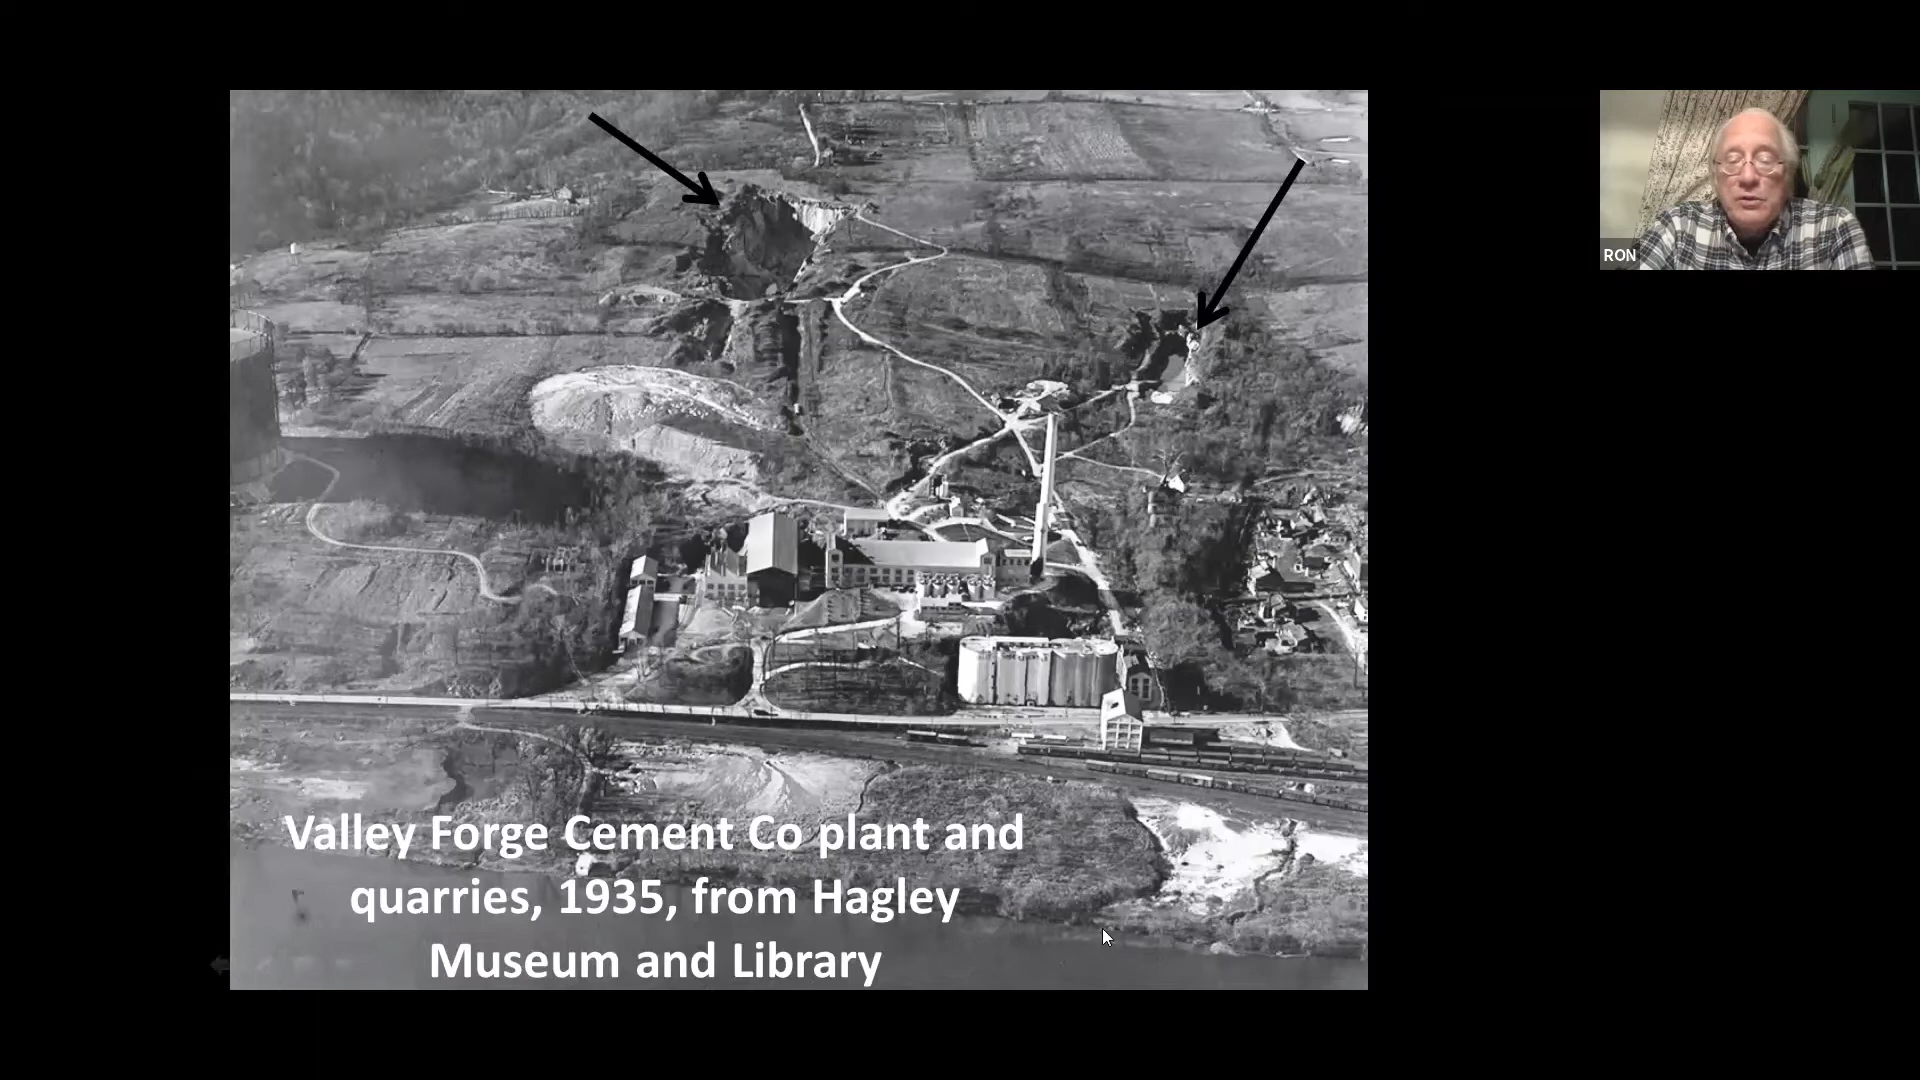 Valley Forge Cement Co plant and
quarries, 1935, from Hagley
Museum and Library
RON